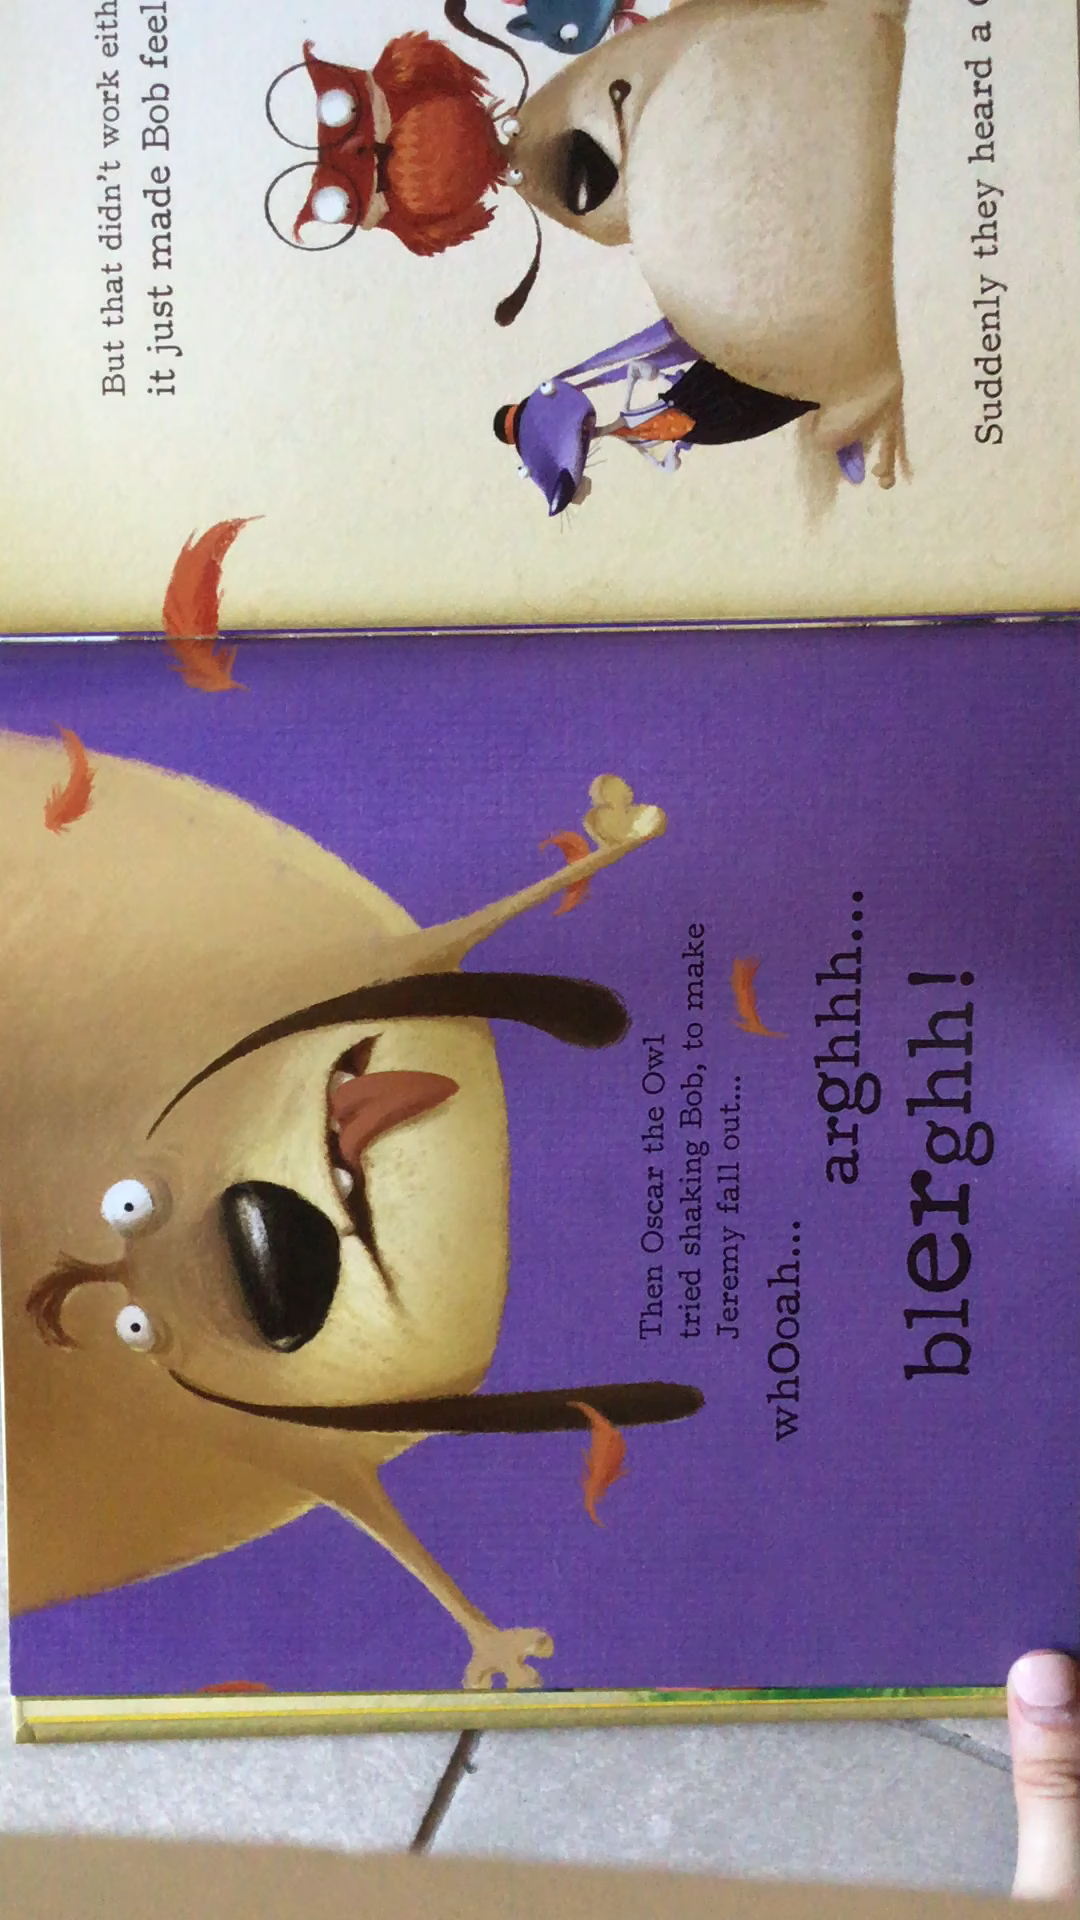 Then Oscar the Owl
tried shaking Bob, to make
Jeremy fall out...
whOoah...
arghhh...
blerghh!
But that didn't work
it just made Bob feel
Suddenly they heard a